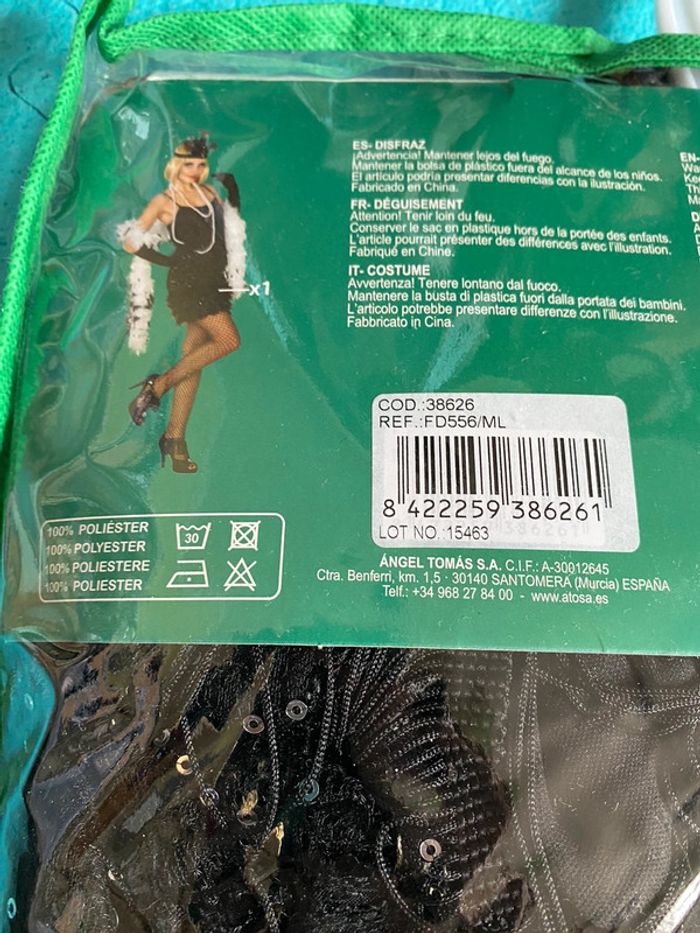 ES- DISFRAZ
¡Advertencia! Mantener lejos del fuego.
Mantener la bolsa de plástico fuera del alcance de los niños.
El artículo podría presentar diferencias con la ilustración.
Fabricado en China.
FR- DÉGUISEMENT
Attention! Tenir loin du feu.
Conserver le sac en plastique hors de la portée des enfants.
L'article pourrait présenter des différences avec l'illustration.
Fabriqué en Chine.
IT- COSTUME
Avvertenza! Tenere lontano dal fuoco.
Mantenere la busta di plastica fuori dalla portata dei bambini.
L'articolo potrebbe presentare differenze con l'illustrazione.
Fabbricato in Cina.
EN-
x1
COD.:38626
REF.:FD556/ML
8 422259 386261
LOT NO.:15463
100% POLIÉSTER
100% POLYESTER
100% POLIESTERE
100% POLIESTER
30
ÁNGEL TOMÁS S.A. C.I.F.: A-30012645
Ctra. Benferri, km. 1,5 · 30140 SANTOMERA (Murcia) ESPAÑA
Telf.: +34 968 27 84 00 - www.atosa.es